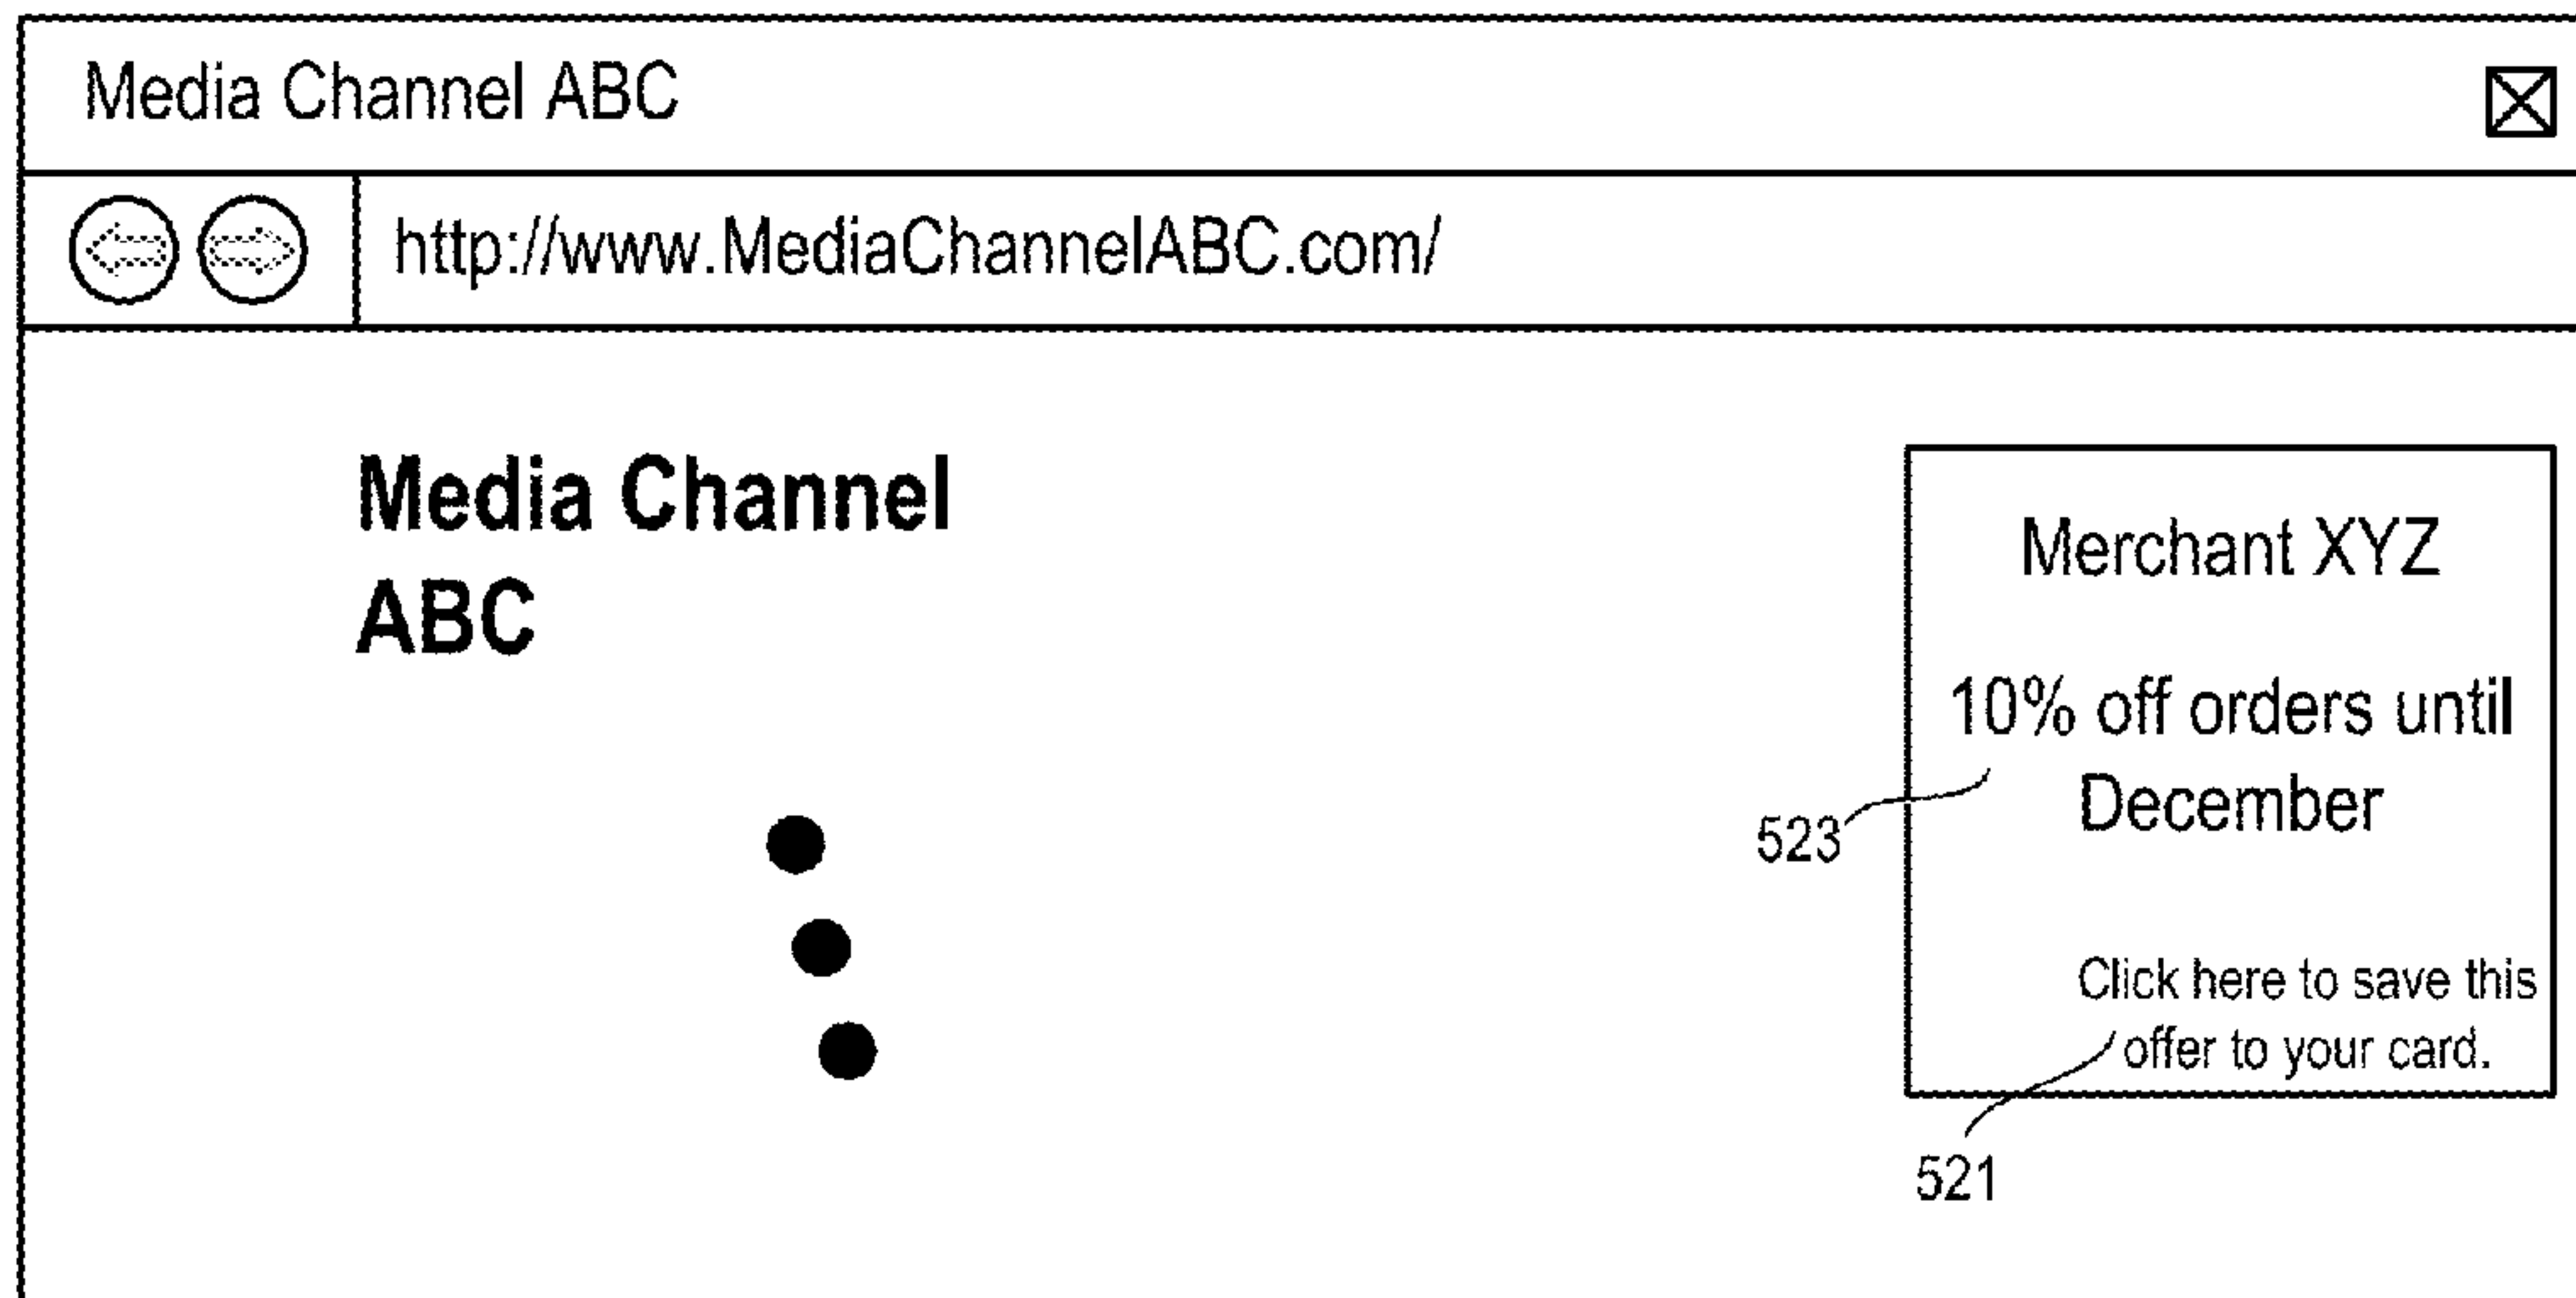 Media Channel ABC
http://www.MediaChannelABC.com/
Media Channel
ABC
Merchant XYZ
10% off orders until
December
523
Click here to save this
offer to your card.
521